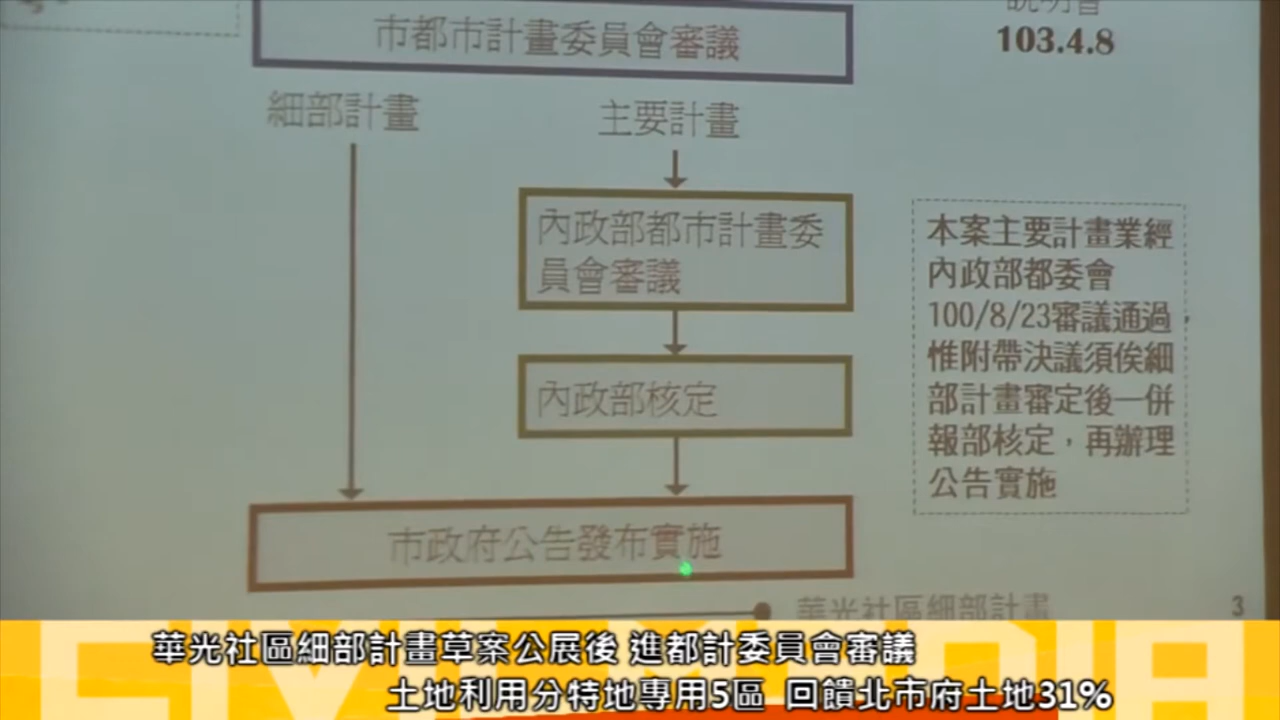 說明會
103.4.8
市都市計畫委員會審議
細部計畫
主要計畫
內政部都市計畫委
員會審議
內政部核定
市政府公告發布實施
本案主要計畫業經
內政部都委會
100/8/23審議通過，
惟附帶決議須俟細
部計畫審定後一併
報部核定，再辦理
公告實施
華光社區細部計畫
3
華光社區細部計畫草案公展後 進都計委員會審議
土地利用分特地專用5區 回饋北市府土地31%